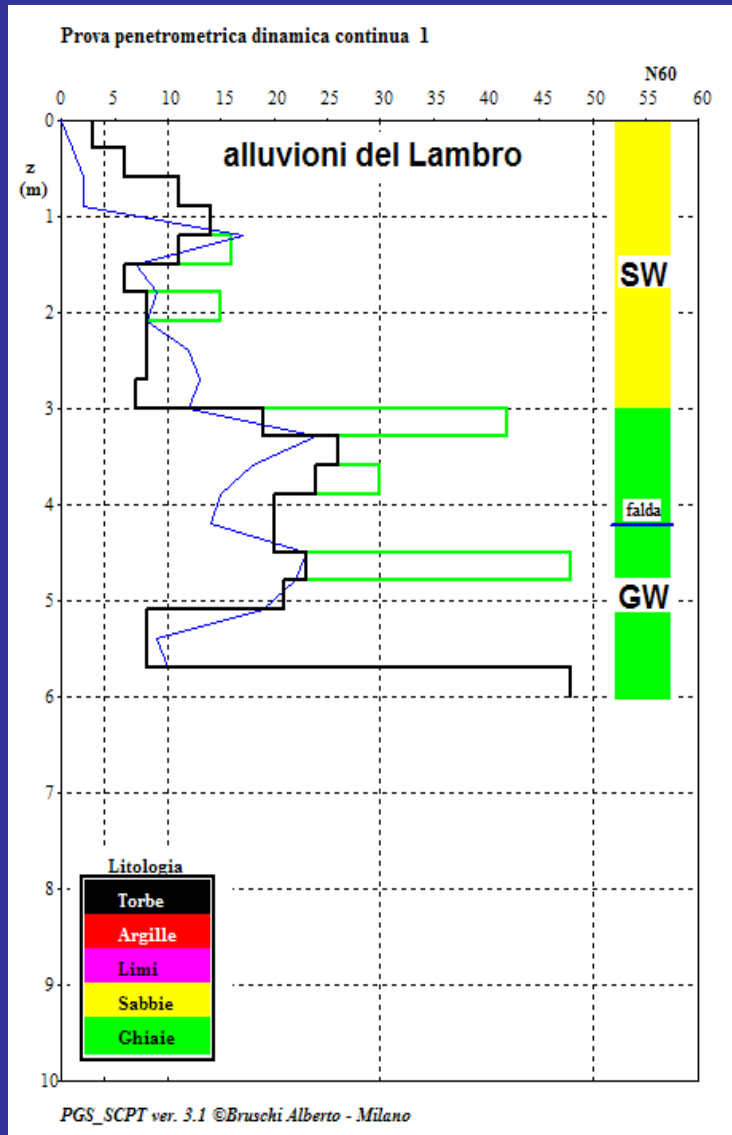 Prova penetrometrica dinamica continua 1
N60
0 5 10 15 20 25 30 35 40 45 50 55 60
0
alluvioni del Lambro
z
(m)
1
SW
2
3
4
falda
5
GW
6
7
Litologia
8
Torbe
Argille
Limi
9
Sabbie
Ghiaie
10
PGS_SCPT ver. 3.1 ©Bruschi Alberto - Milano